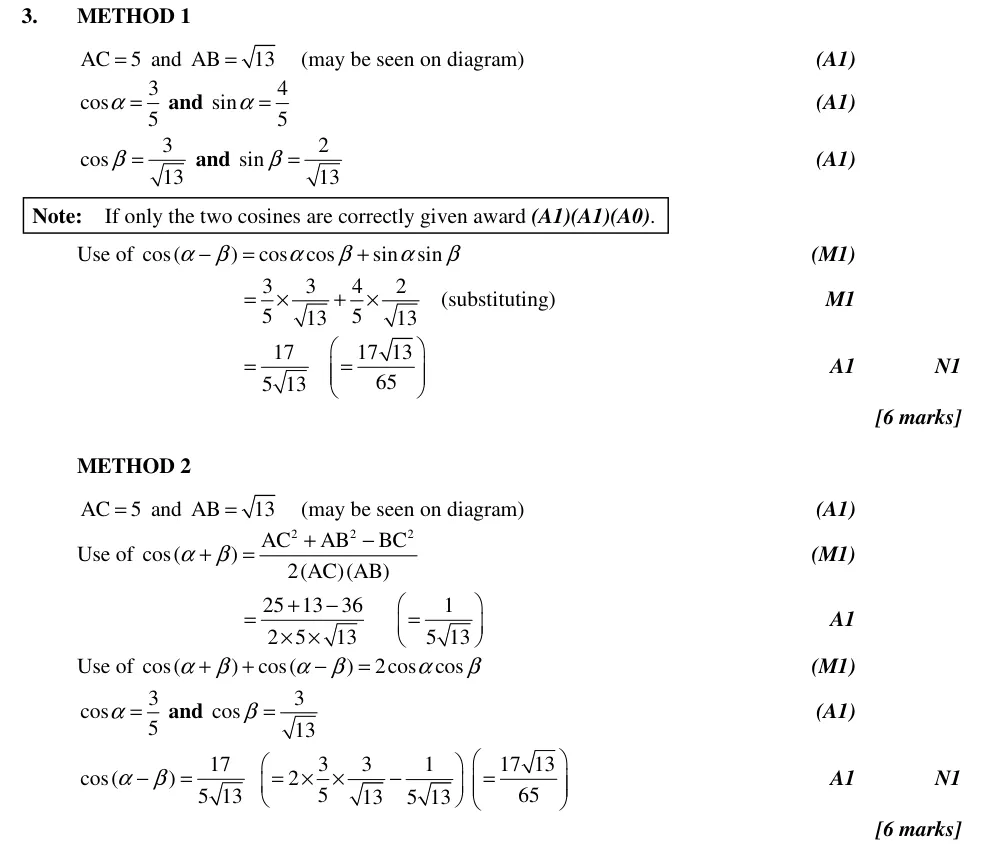 3. METHOD 1
AC = 5 and AB = √13 (may be seen on diagram) (A1)
cos α = 3/5 and sin α = 4/5 (A1)
cos β = 3/√13 and sin β = 2/√13 (A1)
Note: If only the two cosines are correctly given award (A1)(A1)(A0).
Use of cos(α − β) = cos α cos β + sin α sin β (M1)
= 3/5 × 3/√13 + 4/5 × 2/√13 (substituting) M1
= 17/5√13 (= 17√13/65) A1 N1
[6 marks]
METHOD 2
AC = 5 and AB = √13 (may be seen on diagram) (A1)
Use of cos(α + β) = AC² + AB² − BC²/2(AC)(AB) (M1)
= 25 + 13 − 36/2 × 5 × √13 (= 1/5√13) A1
Use of cos(α + β) + cos(α − β) = 2cos α cos β (M1)
cos α = 3/5 and cos β = 3/√13 (A1)
cos(α − β) = 17/5√13 (= 2 × 3/5 × 3/√13 − 1/5√13) (= 17√13/65) A1 N1
[6 marks]